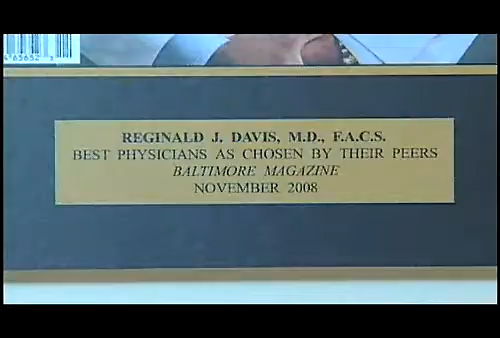 REGINALD J. DAVIS, M.D., F.A.C.S.
BEST PHYSICIANS AS CHOSEN BY THEIR PEERS
BALTIMORE MAGAZINE
NOVEMBER 2008